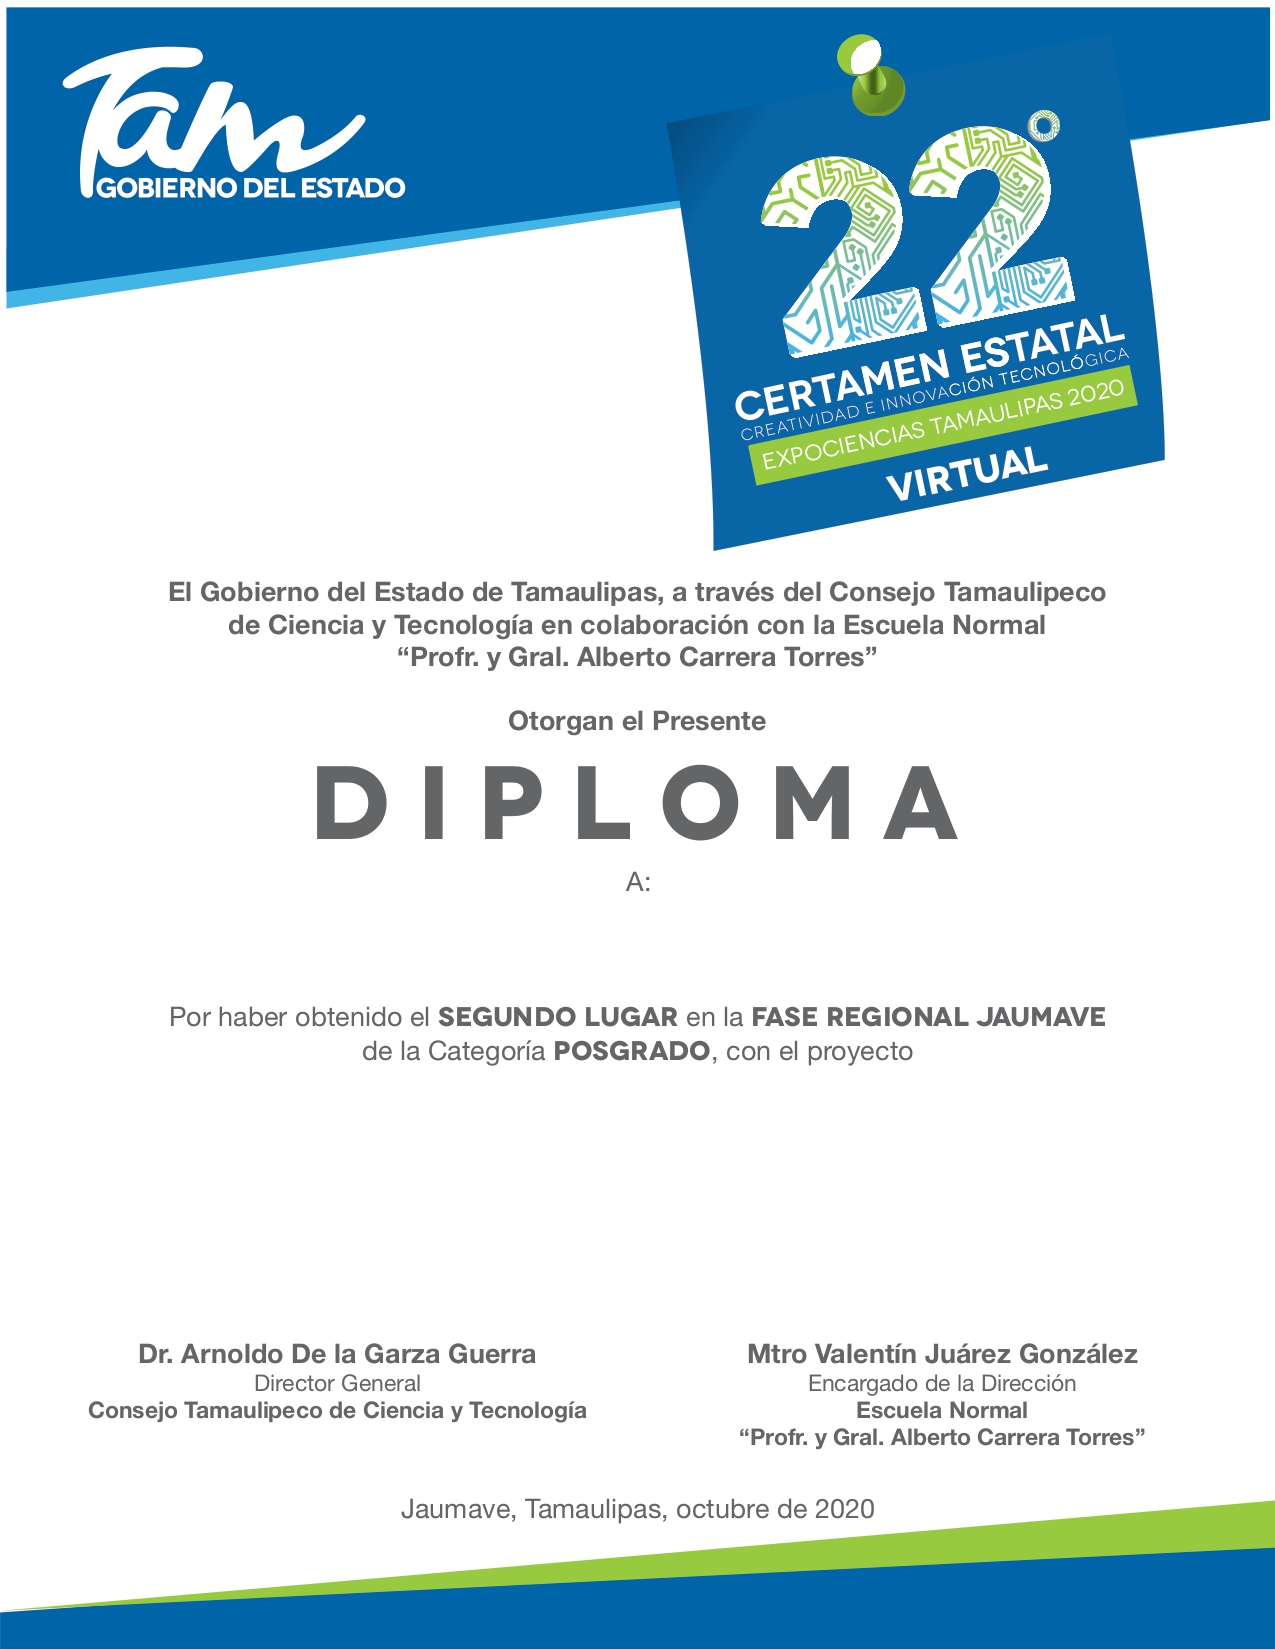 Tam
GOBIERNO DEL ESTADO
22°
CERTAMEN ESTATAL
CREATIVIDAD E INNOVACIÓN TECNOLÓGICA
EXPOCIENCIAS TAMAULIPAS 2020
VIRTUAL
El Gobierno del Estado de Tamaulipas, a través del Consejo Tamaulipeco
de Ciencia y Tecnología en colaboración con la Escuela Normal
“Profr. y Gral. Alberto Carrera Torres”
Otorgan el Presente
DIPLOMA
A:
Por haber obtenido el SEGUNDO LUGAR en la FASE REGIONAL JAUMAVE
de la Categoría POSGRADO, con el proyecto
Dr. Arnoldo De la Garza Guerra
Director General
Consejo Tamaulipeco de Ciencia y Tecnología
Mtro Valentín Juárez González
Encargado de la Dirección
Escuela Normal
“Profr. y Gral. Alberto Carrera Torres”
Jaumave, Tamaulipas, octubre de 2020